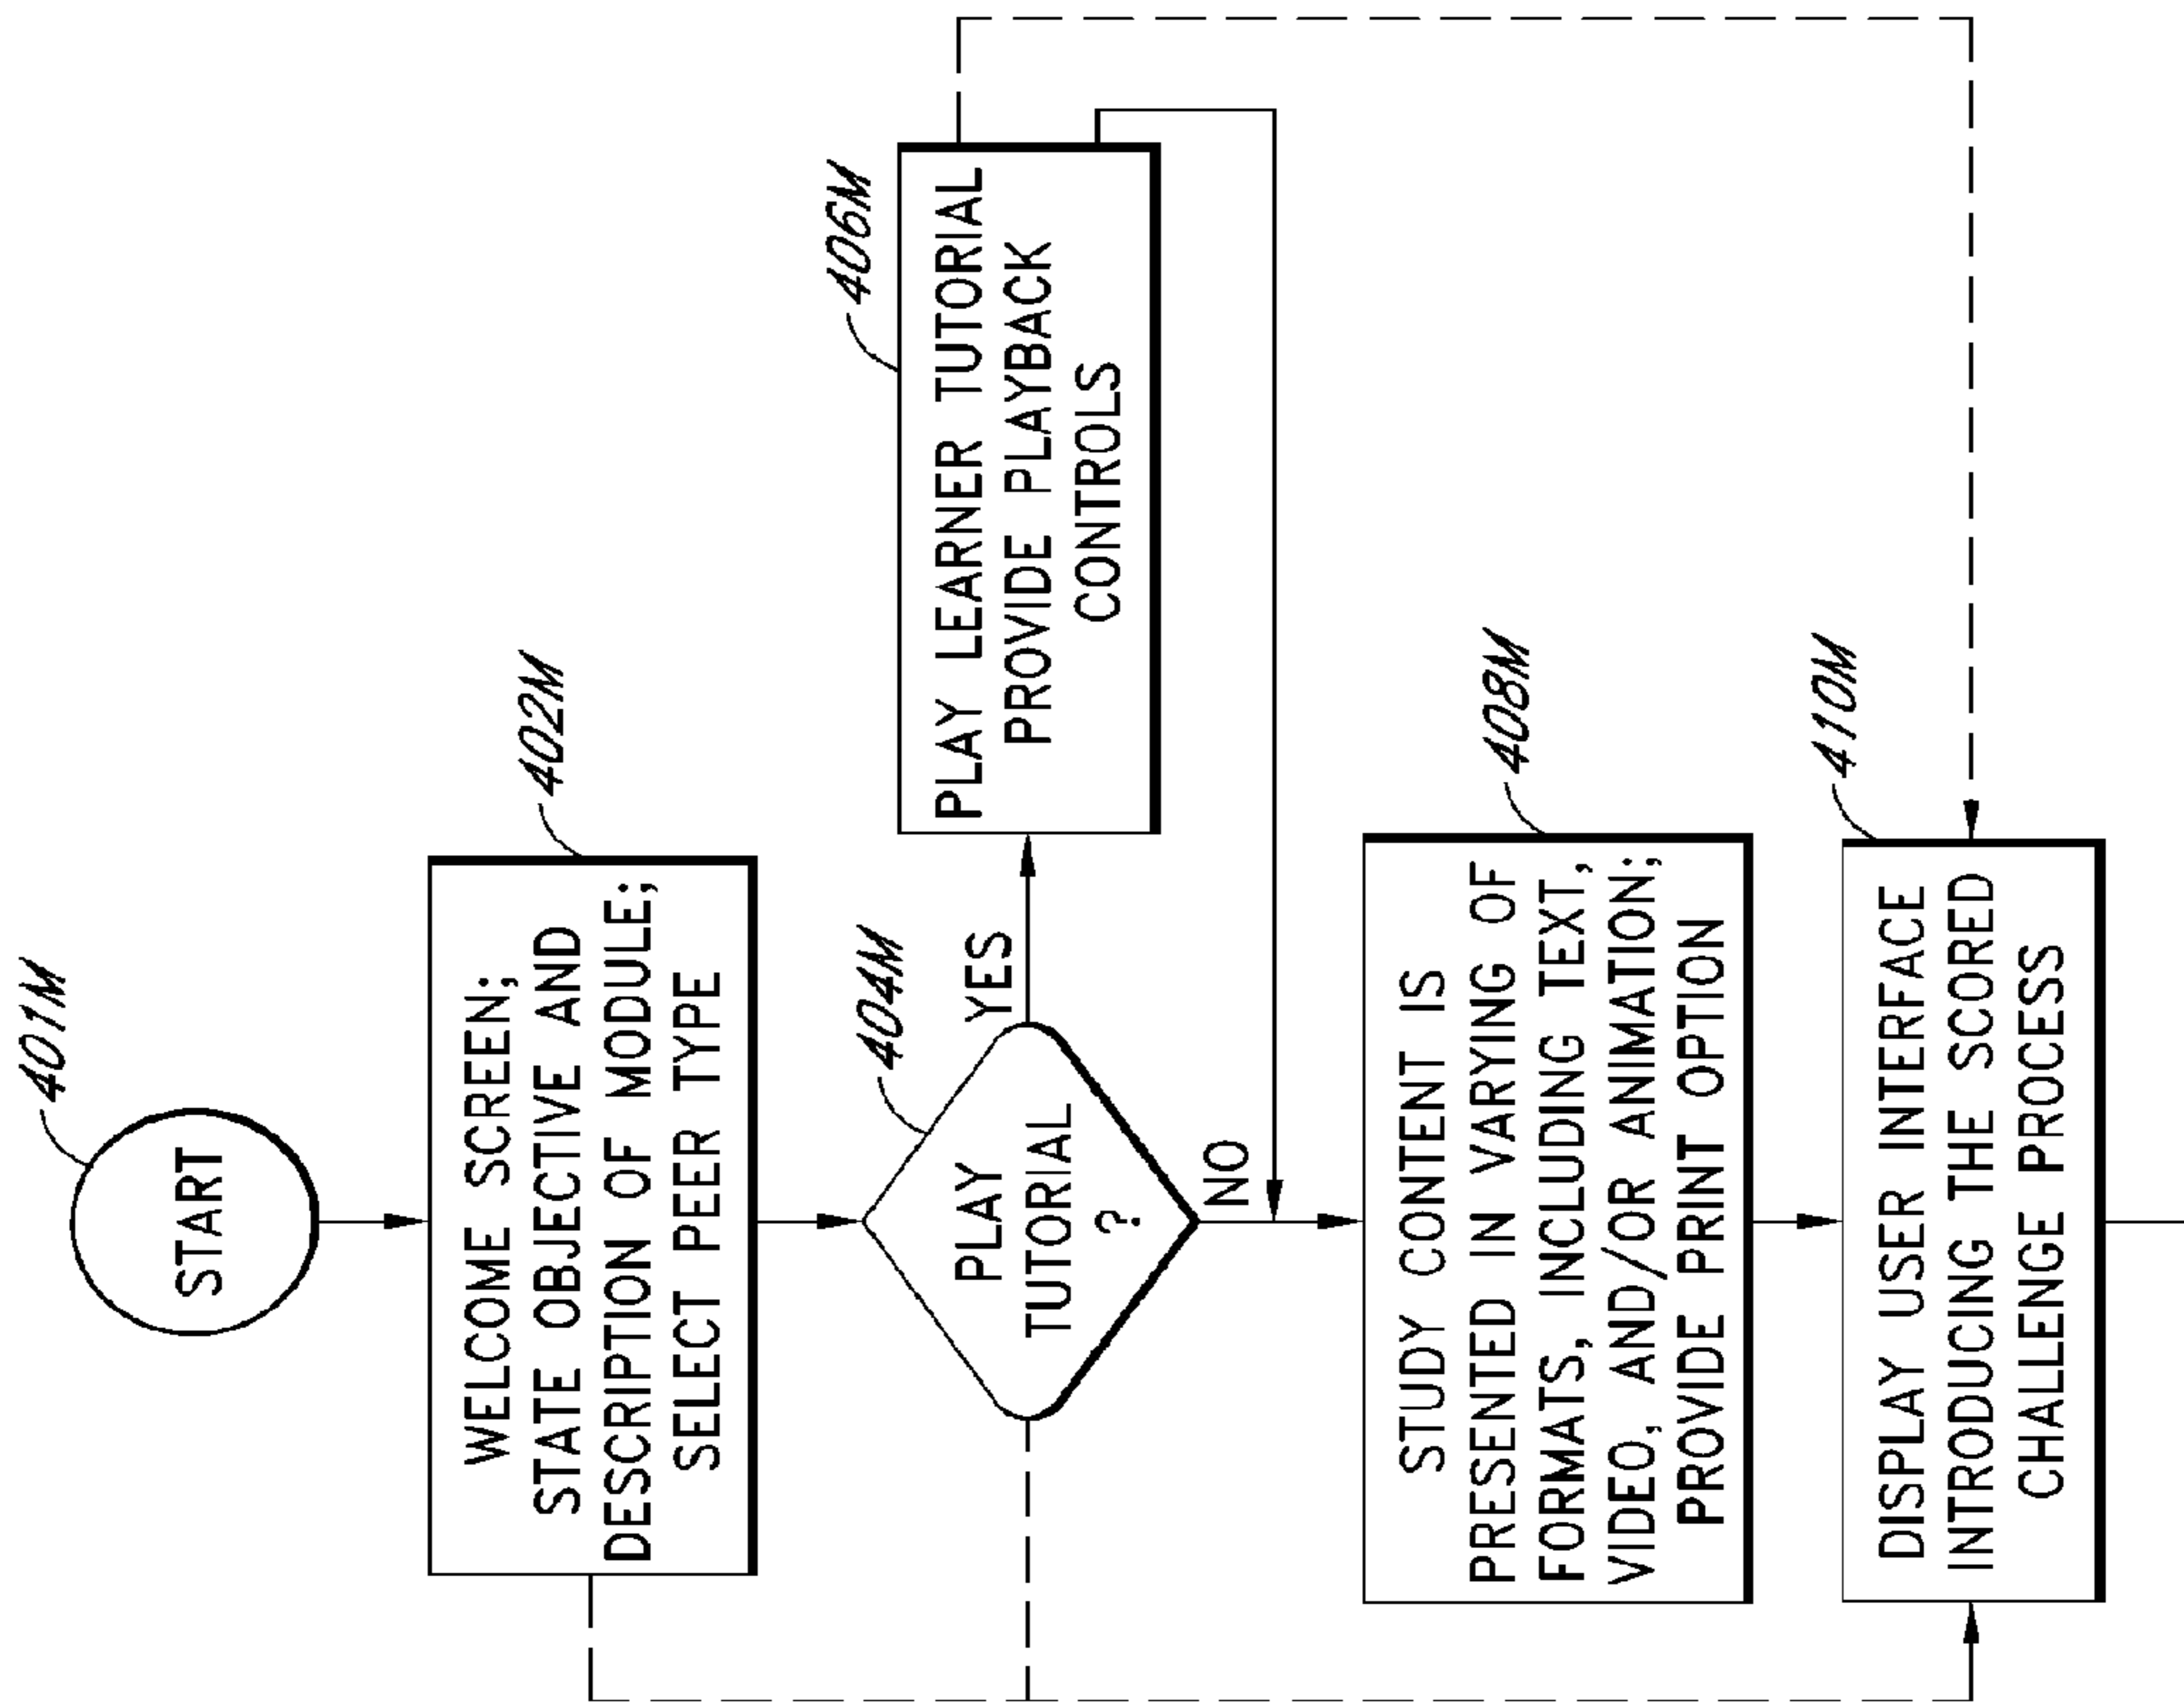 401M
START
402M
WELCOME SCREEN;
STATE OBJECTIVE AND
DESCRIPTION OF MODULE;
SELECT PEER TYPE
404M
PLAY
TUTORIAL
?
YES
NO
406M
PLAY LEARNER TUTORIAL
PROVIDE PLAYBACK
CONTROLS
408M
STUDY CONTENT IS
PRESENTED IN VARYING OF
FORMATS, INCLUDING TEXT,
VIDEO, AND/OR ANIMATION;
PROVIDE PRINT OPTION
410M
DISPLAY USER INTERFACE
INTRODUCING THE SCORED
CHALLENGE PROCESS